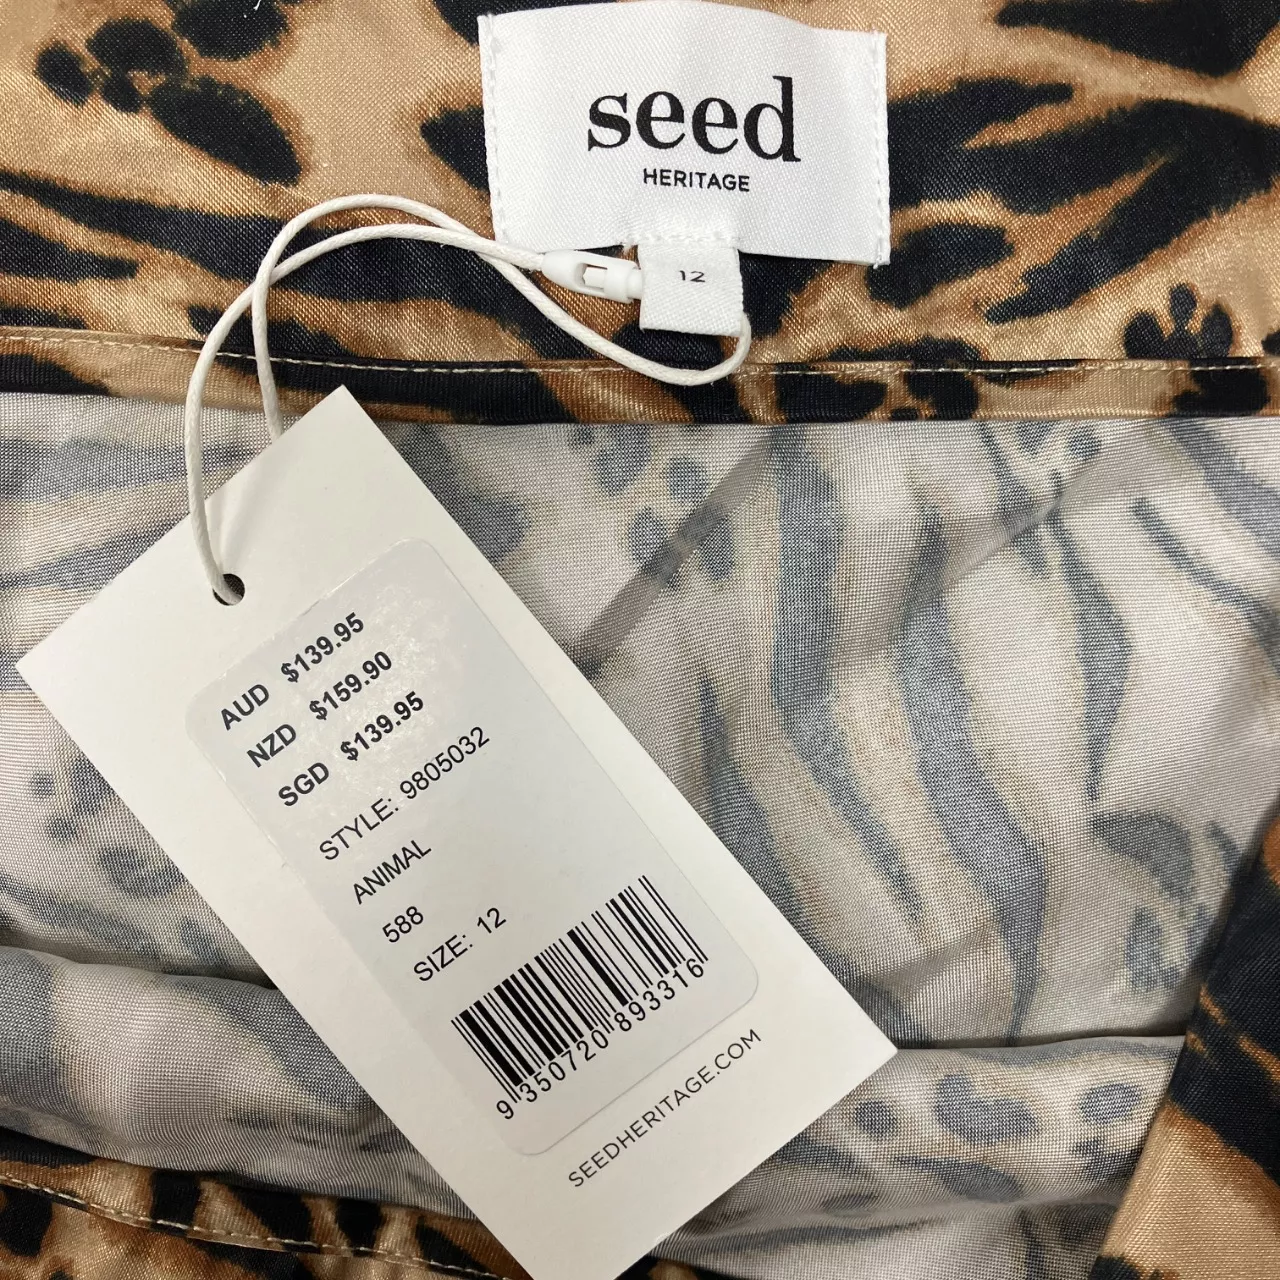 seed
HERITAGE
12
AUD $139.95
NZD $159.90
SGD $139.95
STYLE: 9805032
ANIMAL
588
SIZE: 12
9 350720 893316
SEEDHERITAGE.COM